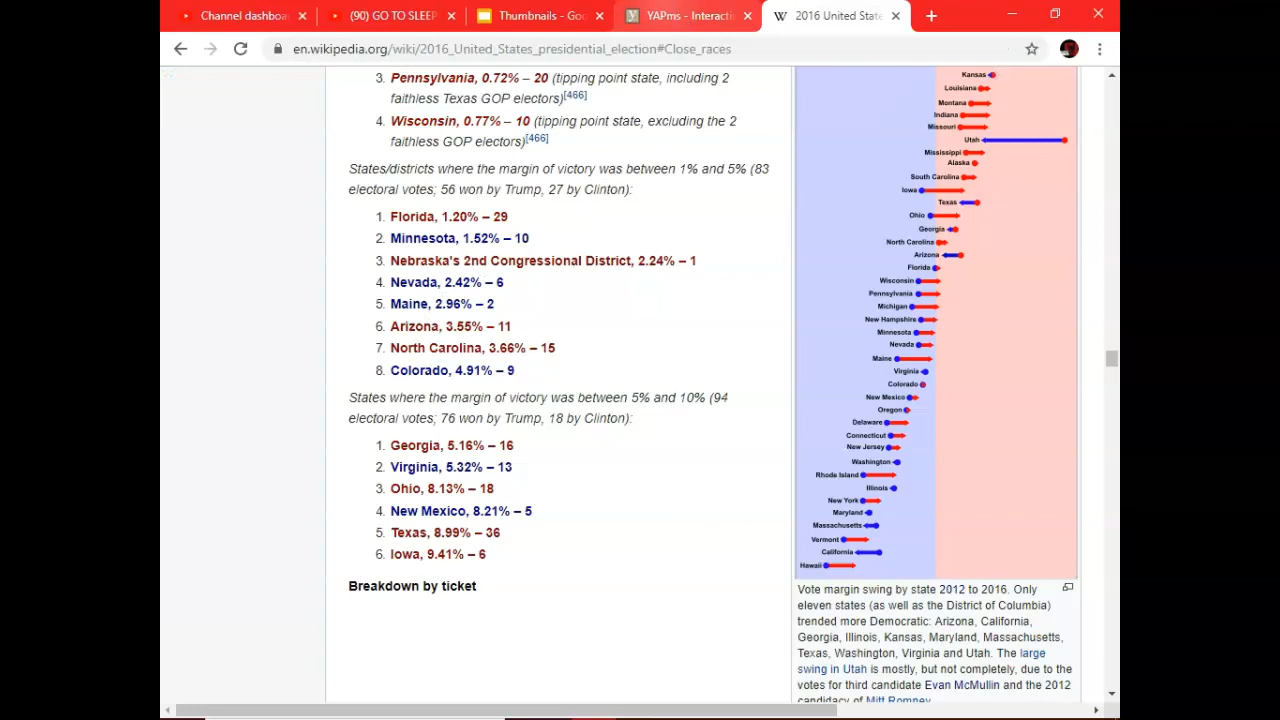 Channel dashboa
(90) GO TO SLEEP
Thumbnails - Goo
YAPms - Interacti
2016 United State
en.wikipedia.org/wiki/2016_United_States_presidential_election#Close_races
3. Pennsylvania, 0.72% – 20 (tipping point state, including 2
faithless Texas GOP electors)[466]
4. Wisconsin, 0.77% – 10 (tipping point state, excluding the 2
faithless GOP electors)[466]
States/districts where the margin of victory was between 1% and 5% (83
electoral votes; 56 won by Trump, 27 by Clinton):
1. Florida, 1.20% – 29
2. Minnesota, 1.52% – 10
3. Nebraska's 2nd Congressional District, 2.24% – 1
4. Nevada, 2.42% – 6
5. Maine, 2.96% – 2
6. Arizona, 3.55% – 11
7. North Carolina, 3.66% – 15
8. Colorado, 4.91% – 9
States where the margin of victory was between 5% and 10% (94
electoral votes; 76 won by Trump, 18 by Clinton):
1. Georgia, 5.16% – 16
2. Virginia, 5.32% – 13
3. Ohio, 8.13% – 18
4. New Mexico, 8.21% – 5
5. Texas, 8.99% – 36
6. Iowa, 9.41% – 6
Breakdown by ticket
Kansas
Louisiana
Montana
Indiana
Missouri
Utah
Mississippi
Alaska
South Carolina
Iowa
Texas
Ohio
Georgia
North Carolina
Arizona
Florida
Wisconsin
Pennsylvania
Michigan
New Hampshire
Minnesota
Nevada
Maine
Virginia
Colorado
New Mexico
Oregon
Delaware
Connecticut
New Jersey
Washington
Rhode Island
Illinois
New York
Maryland
Massachusetts
Vermont
California
Hawaii
Vote margin swing by state 2012 to 2016. Only
eleven states (as well as the District of Columbia)
trended more Democratic: Arizona, California,
Georgia, Illinois, Kansas, Maryland, Massachusetts,
Texas, Washington, Virginia and Utah. The large
swing in Utah is mostly, but not completely, due to the
votes for third candidate Evan McMullin and the 2012
candidacy of Mitt Romney